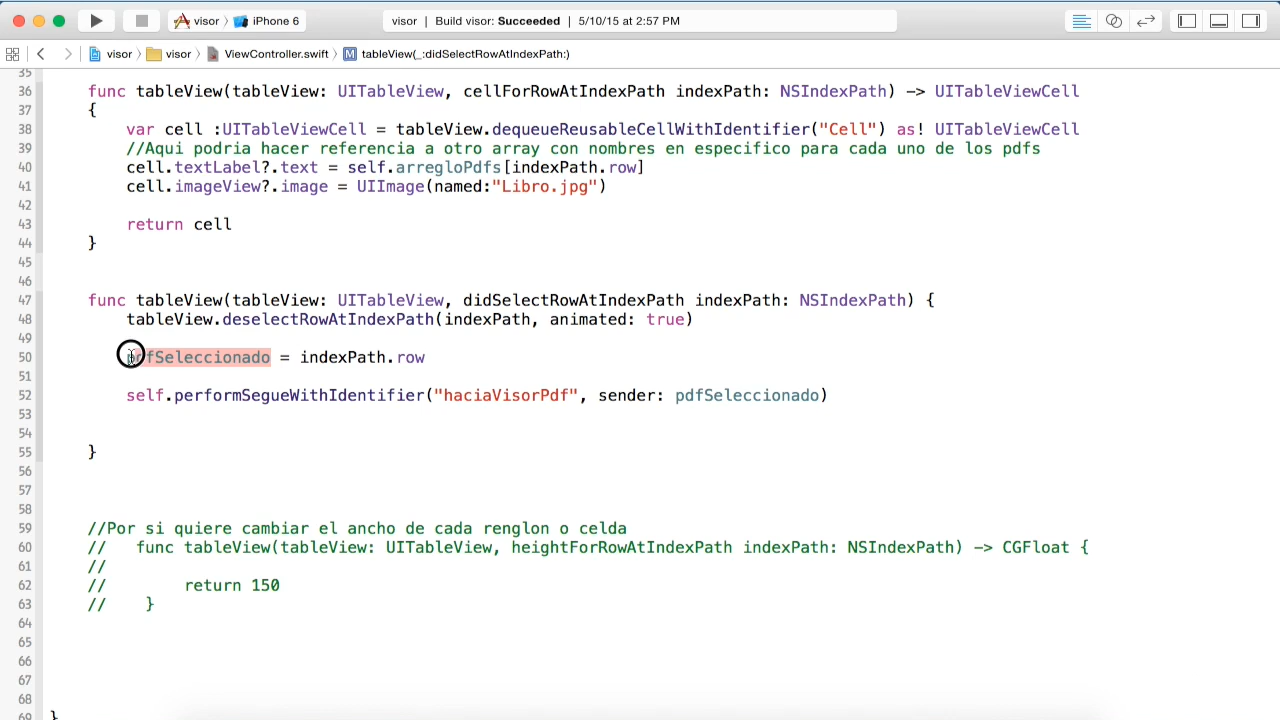 visor 〉 iPhone 6
visor | Build visor: Succeeded | 5/10/15 at 2:57 PM
visor 〉 visor 〉 ViewController.swift 〉 M tableView(_:didSelectRowAtIndexPath:)
35
36 func tableView(tableView: UITableView, cellForRowAtIndexPath indexPath: NSIndexPath) -> UITableViewCell
37 {
38 var cell :UITableViewCell = tableView.dequeueReusableCellWithIdentifier("Cell") as! UITableViewCell
39 //Aqui podria hacer referencia a otro array con nombres en especifico para cada uno de los pdfs
40 cell.textLabel?.text = self.arregloPdfs[indexPath.row]
41 cell.imageView?.image = UIImage(named:"Libro.jpg")
42
43 return cell
44 }
45
46
47 func tableView(tableView: UITableView, didSelectRowAtIndexPath indexPath: NSIndexPath) {
48 tableView.deselectRowAtIndexPath(indexPath, animated: true)
49
50 pdfSeleccionado = indexPath.row
51
52 self.performSegueWithIdentifier("haciaVisorPdf", sender: pdfSeleccionado)
53
54
55 }
56
57
58
59 //Por si quiere cambiar el ancho de cada renglon o celda
60 // func tableView(tableView: UITableView, heightForRowAtIndexPath indexPath: NSIndexPath) -> CGFloat {
61 //
62 // return 150
63 // }
64
65
66
67
68
69 }